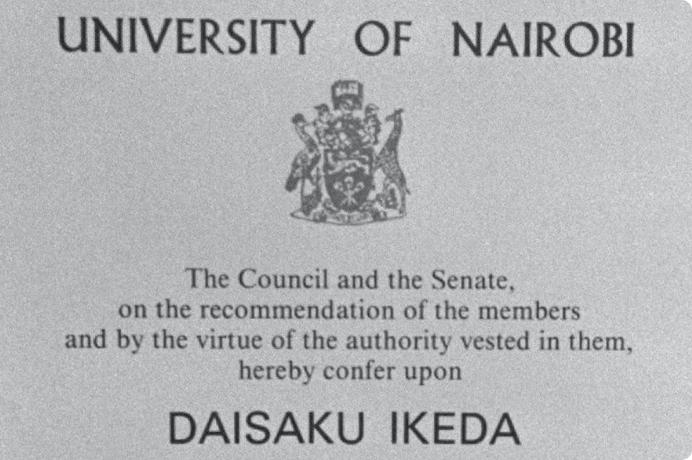 UNIVERSITY OF NAIROBI
The Council and the Senate,
on the recommendation of the members
and by the virtue of the authority vested in them,
hereby confer upon
DAISAKU IKEDA